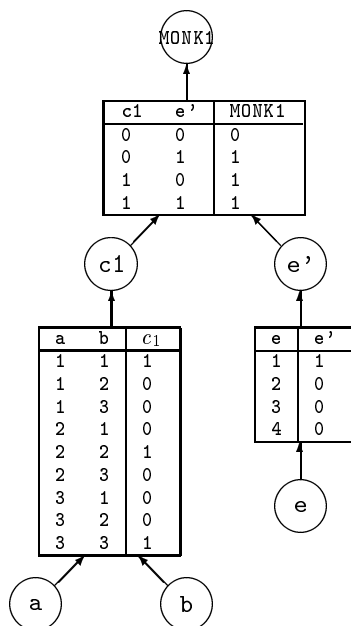 MONK1
c1 e' MONK1
0 0 0
0 1 1
1 0 1
1 1 1
c1 e'
a b c1
1 1 1
1 2 0
1 3 0
2 1 0
2 2 1
2 3 0
3 1 0
3 2 0
3 3 1
e e'
1 1
2 0
3 0
4 0
e
a b